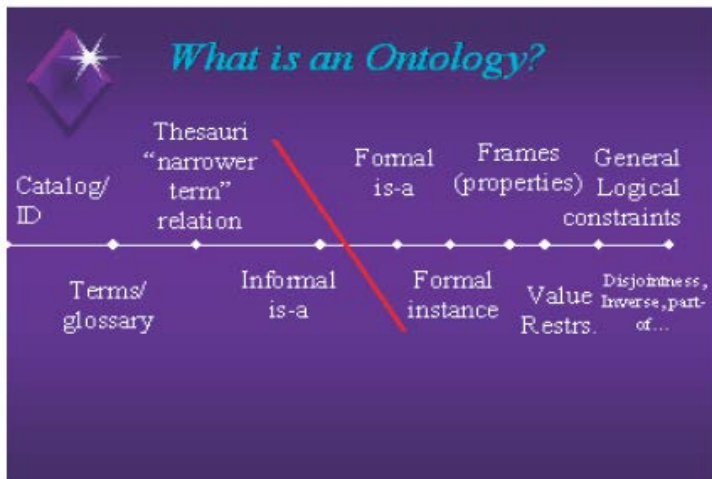 What is an Ontology?
Catalog/
ID
Thesauri
“narrower
term”
relation
Formal
is-a
Frames
(properties)
General
Logical
constraints
Terms/
glossary
Informal
is-a
Formal
instance
Value
Restrs.
Disjointness,
Inverse,part-
of...